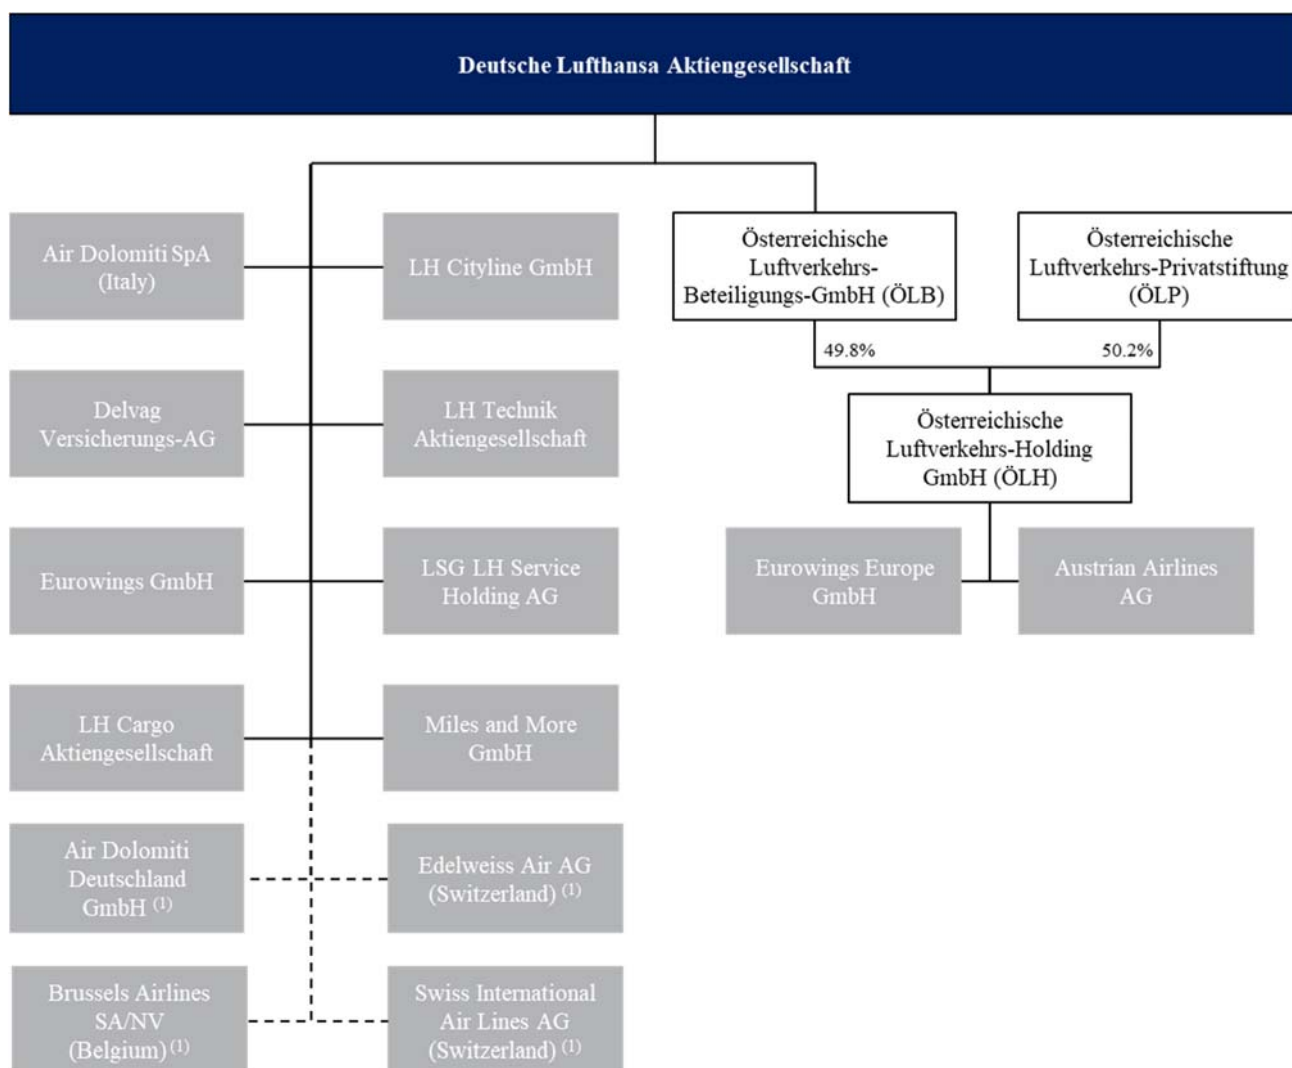 Deutsche Lufthansa Aktiengesellschaft
Air Dolomiti SpA
(Italy)
LH Cityline GmbH
Österreichische
Luftverkehrs-
Beteiligungs-GmbH (ÖLB)
Österreichische
Luftverkehrs-Privatstiftung
(ÖLP)
49.8%
50.2%
Delvag
Versicherungs-AG
LH Technik
Aktiengesellschaft
Österreichische
Luftverkehrs-Holding
GmbH (ÖLH)
Eurowings GmbH
LSG LH Service
Holding AG
Eurowings Europe
GmbH
Austrian Airlines
AG
LH Cargo
Aktiengesellschaft
Miles and More
GmbH
Air Dolomiti
Deutschland
GmbH (1)
Edelweiss Air AG
(Switzerland) (1)
Brussels Airlines
SA/NV
(Belgium) (1)
Swiss International
Air Lines AG
(Switzerland) (1)